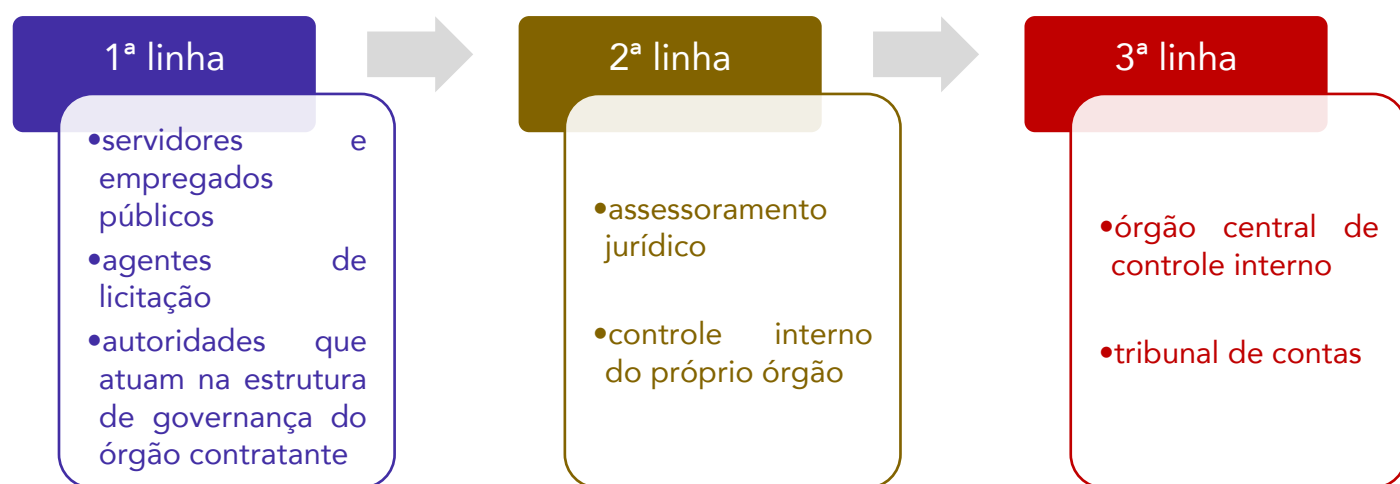 1ª linha
•servidores e
empregados
públicos
•agentes de
licitação
•autoridades que
atuam na estrutura
de governança do
órgão contratante
2ª linha
•assessoramento
jurídico
•controle interno
do próprio órgão
3ª linha
•órgão central de
controle interno
•tribunal de contas